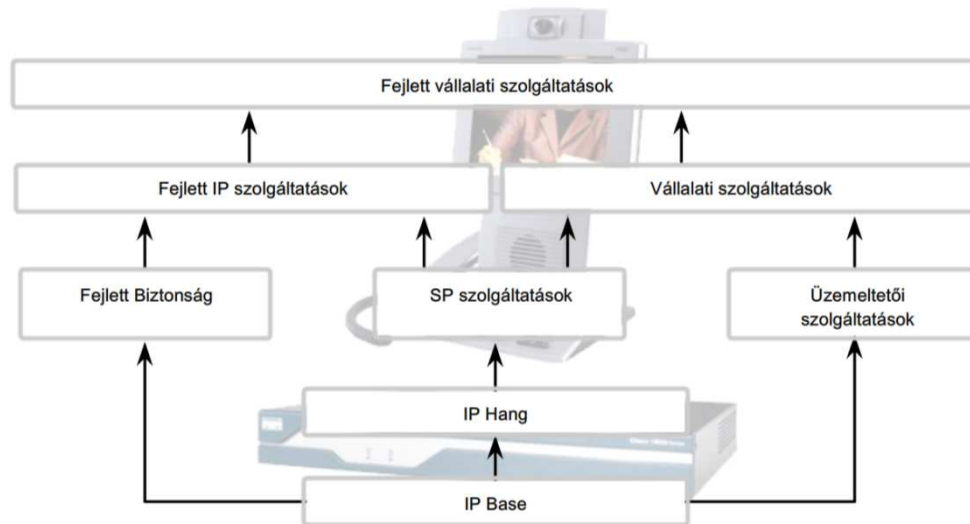 Fejlett vállalati szolgáltatások
Fejlett IP szolgáltatások
Vállalati szolgáltatások
Fejlett Biztonság
SP szolgáltatások
Üzemeltetői
szolgáltatások
IP Hang
IP Base